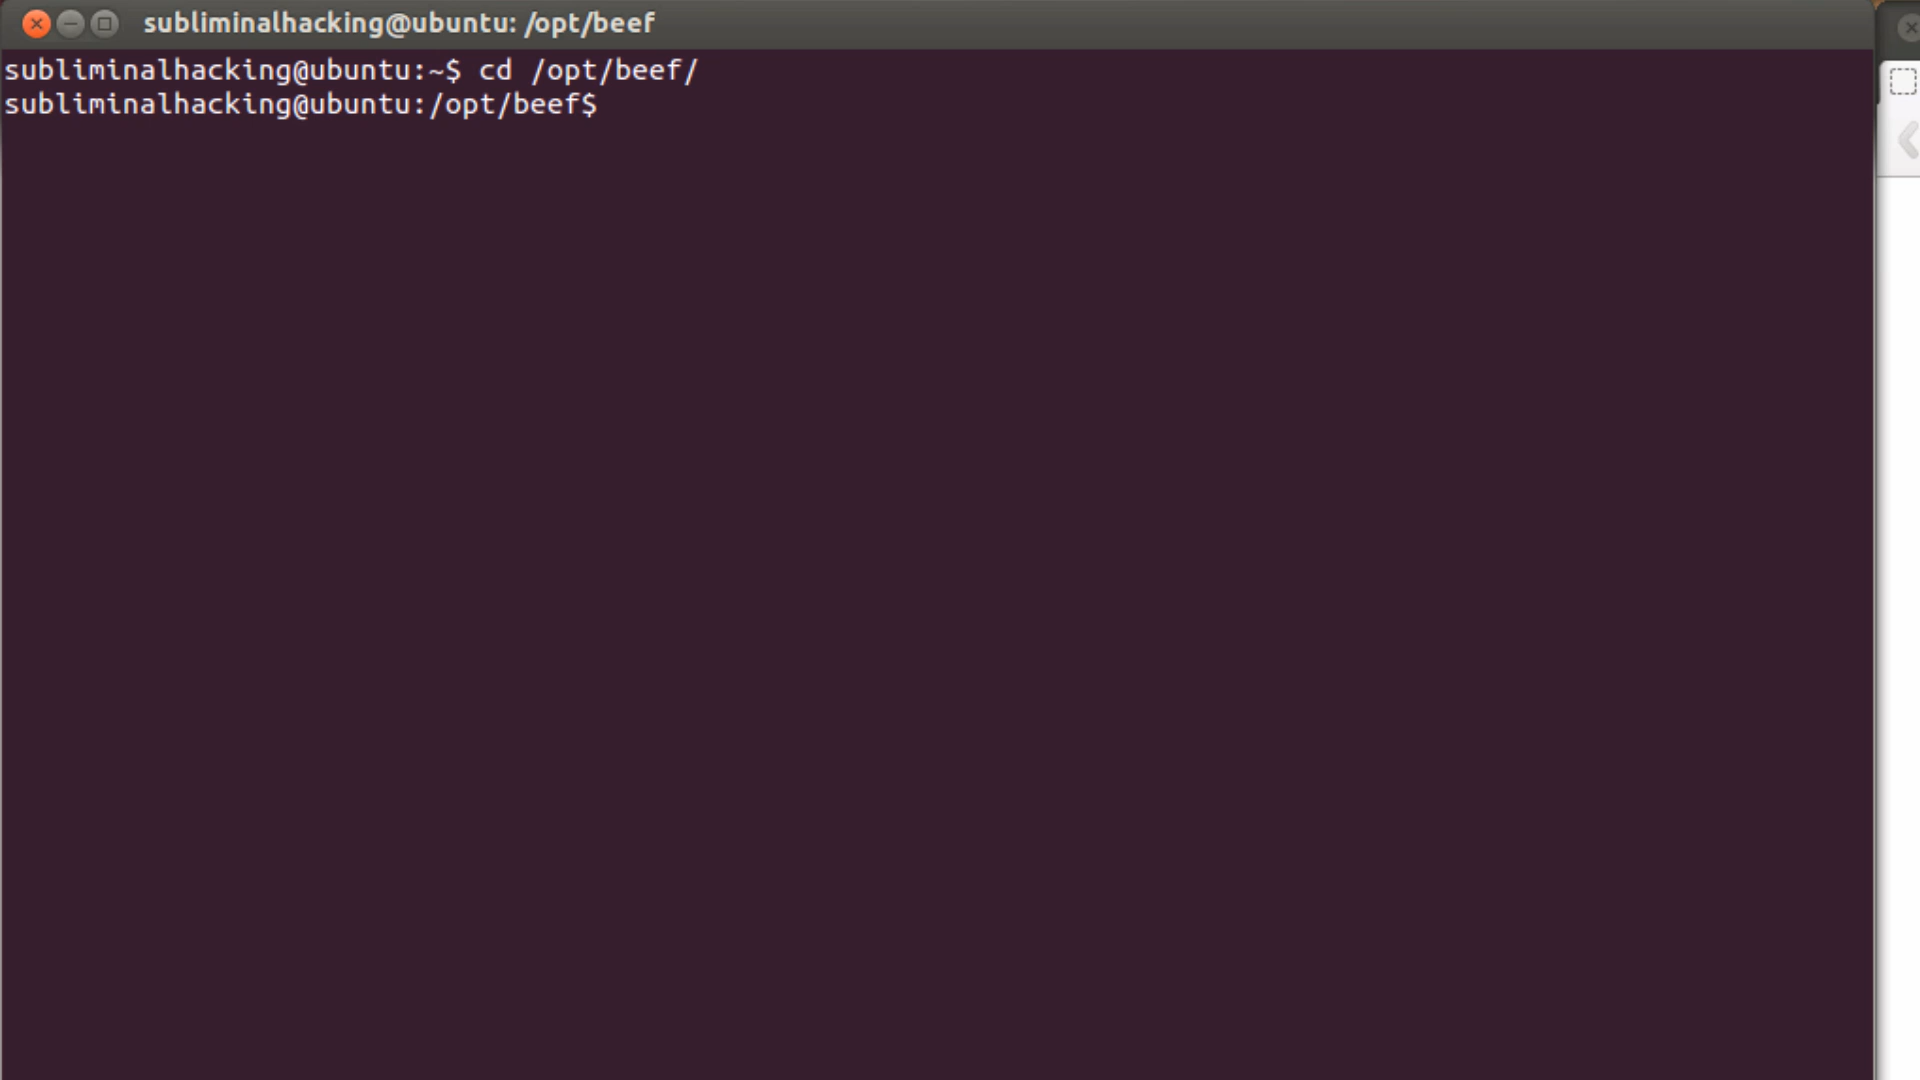 subliminalhacking@ubuntu: /opt/beef
subliminalhacking@ubuntu:~$ cd /opt/beef/
subliminalhacking@ubuntu:/opt/beef$